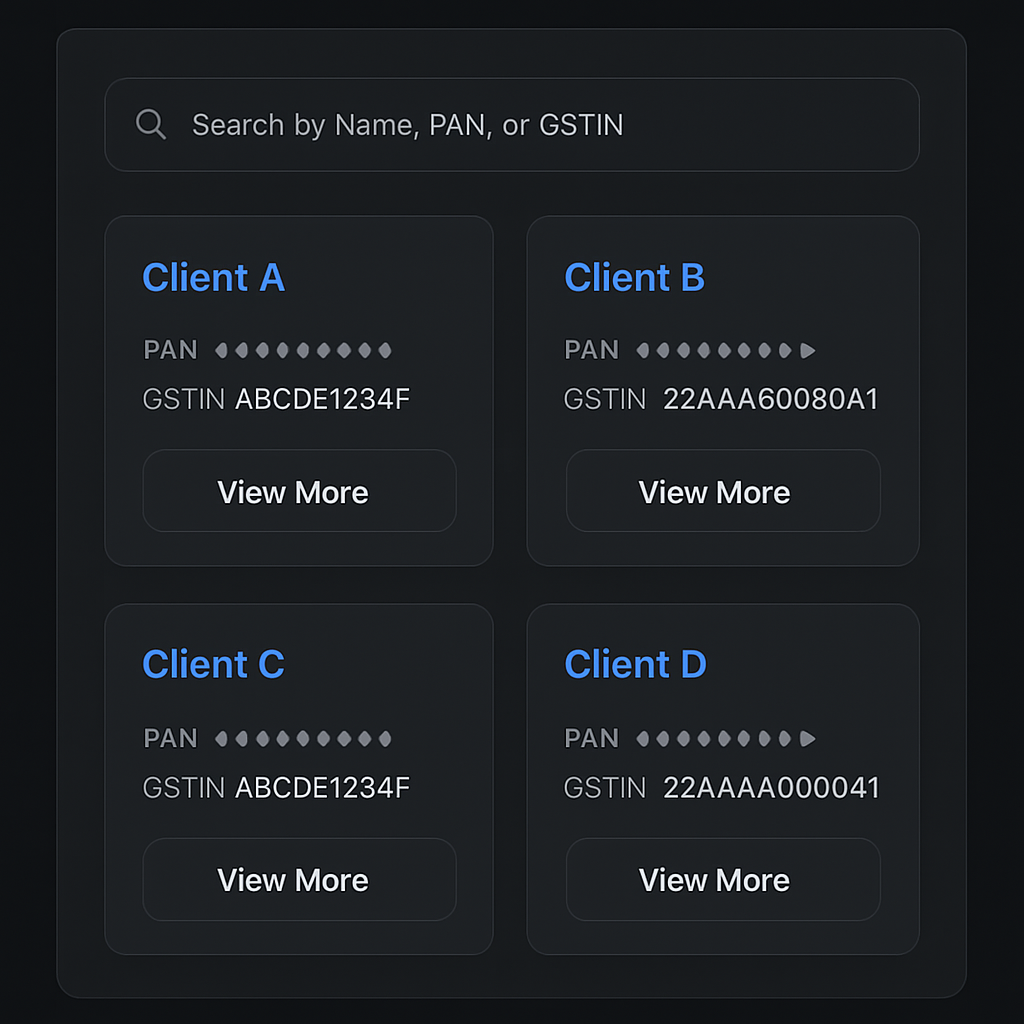 Search by Name, PAN, or GSTIN
Client A
PAN
GSTIN ABCDE1234F
View More
Client B
PAN
GSTIN 22AAA60080A1
View More
Client C
PAN
GSTIN ABCDE1234F
View More
Client D
PAN
GSTIN 22AAAA000041
View More